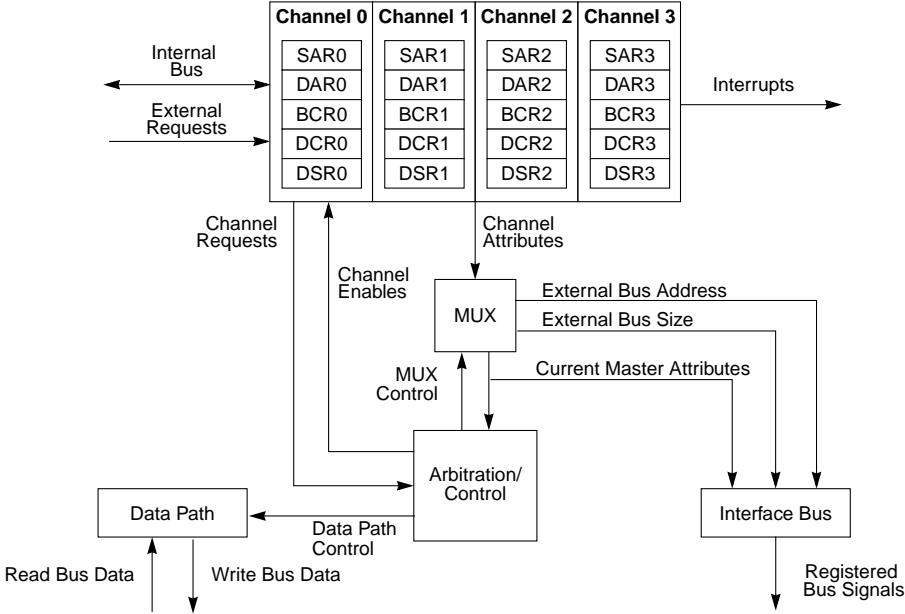 Channel 0 Channel 1 Channel 2 Channel 3
SAR0 SAR1 SAR2 SAR3
DAR0 DAR1 DAR2 DAR3
BCR0 BCR1 BCR2 BCR3
DCR0 DCR1 DCR2 DCR3
DSR0 DSR1 DSR2 DSR3
Internal
Bus
External
Requests
Interrupts
Channel
Requests
Channel
Enables
Channel
Attributes
MUX
External Bus Address
External Bus Size
Current Master Attributes
MUX
Control
Arbitration/
Control
Data Path
Data Path
Control
Interface Bus
Read Bus Data
Write Bus Data
Registered
Bus Signals